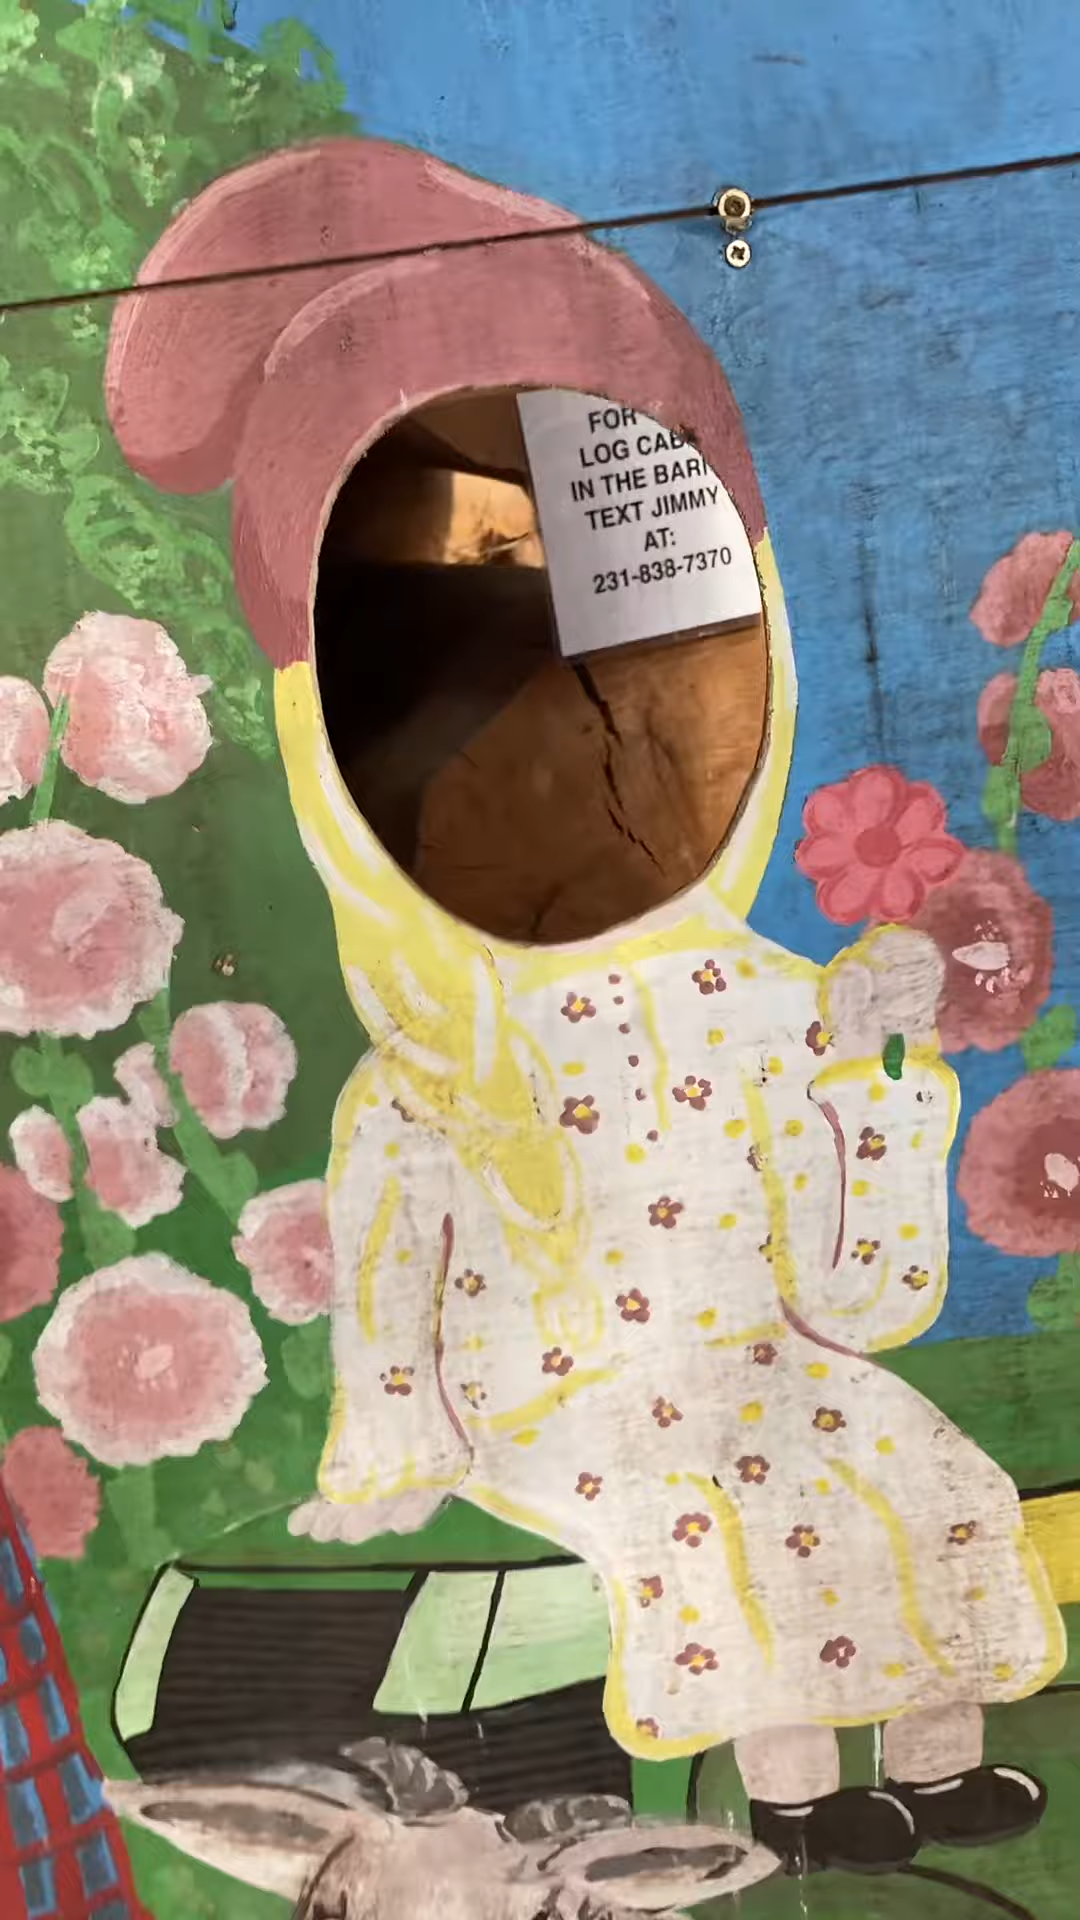 FOR
LOG CAB
IN THE BAR
TEXT JIMMY
AT:
231-838-7370